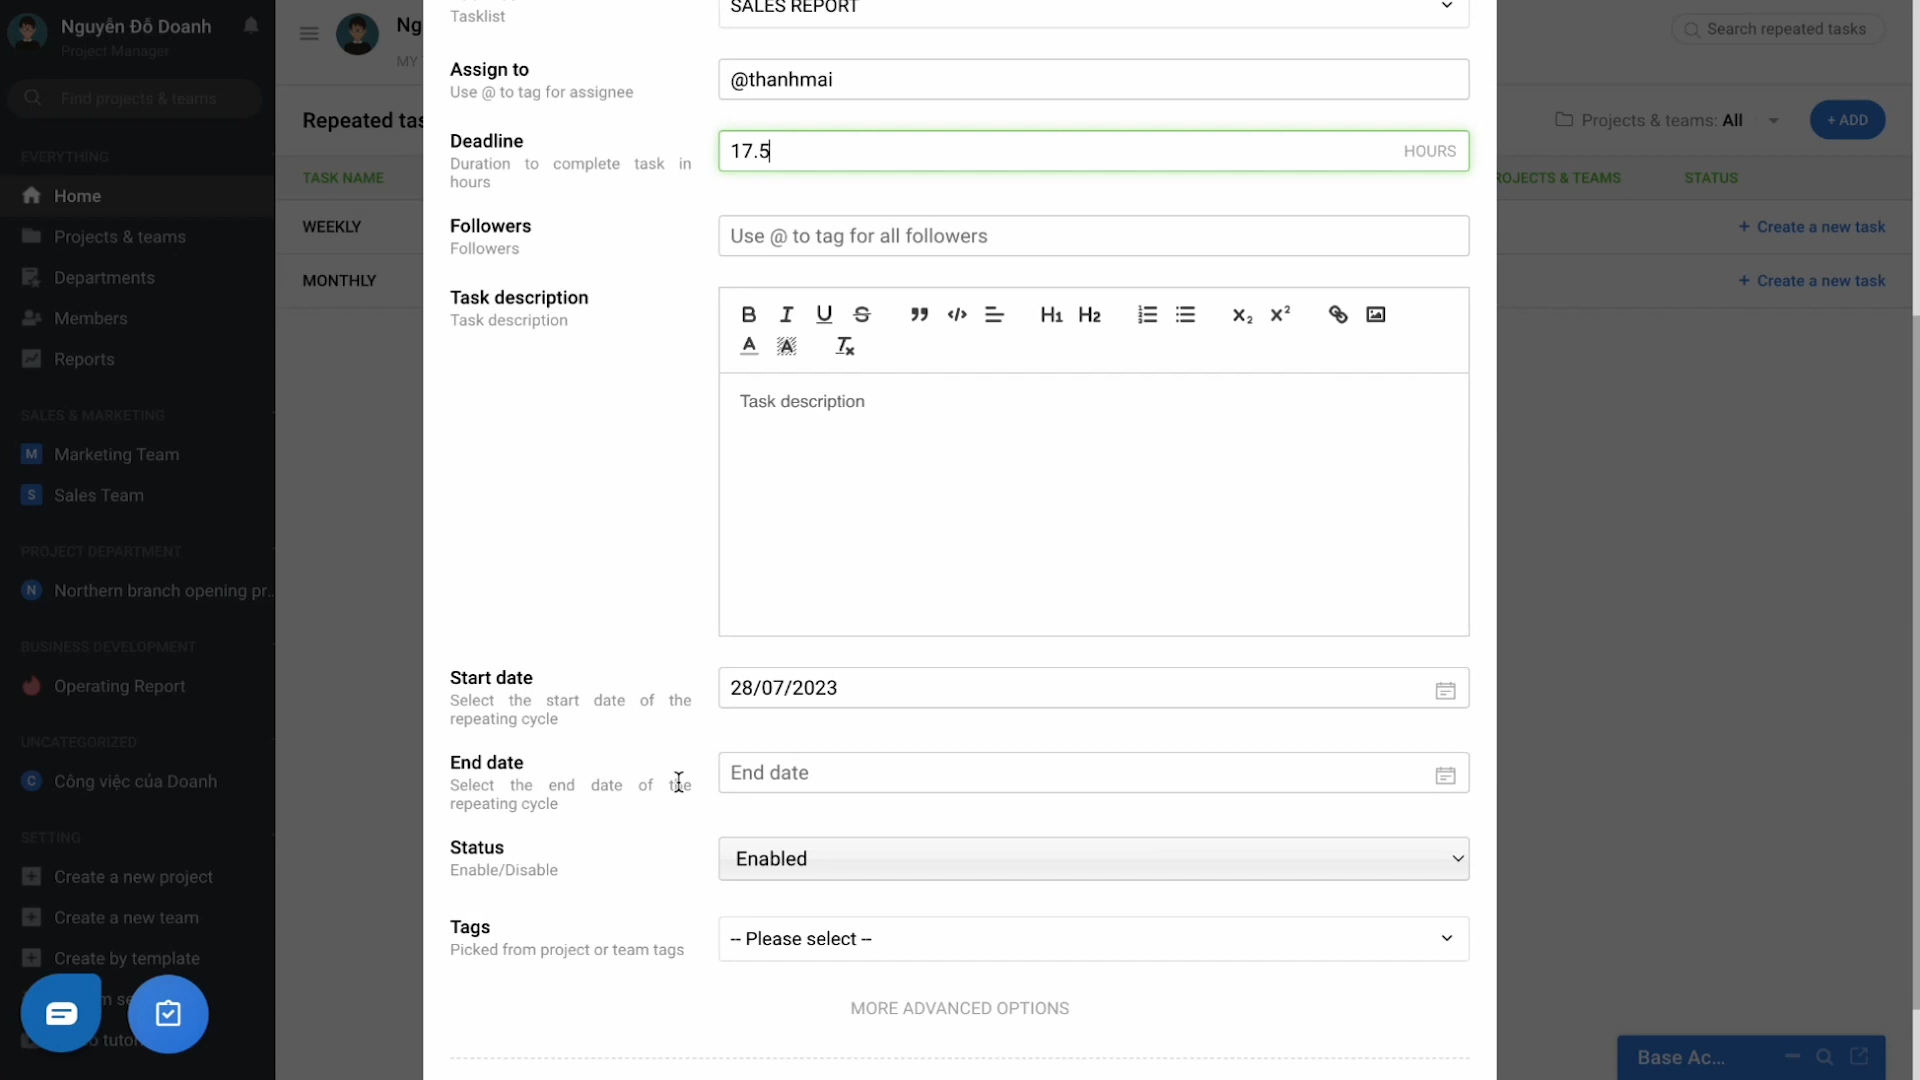 Nguyễn Đỗ Doanh
Project Manager
Find projects & teams
EVERYTHING
Home
Projects & teams
Departments
Members
Reports
SALES & MARKETING
M Marketing Team
S Sales Team
PROJECT DEPARTMENT
N Northern branch opening pr...
BUSINESS DEVELOPMENT
Operating Report
UNCATEGORIZED
C Công việc của Doanh
SETTING
Create a new project
Create a new team
Create by template
Ng
MY
Search repeated tasks
Repeated tas
Projects & teams: All
+ ADD
TASK NAME
ROJECTS & TEAMS
STATUS
WEEKLY
+ Create a new task
MONTHLY
+ Create a new task
Tasklist
SALES REPORT
Assign to
Use @ to tag for assignee
@thanhmai
Deadline
Duration to complete task in
hours
17.5
HOURS
Followers
Followers
Use @ to tag for all followers
Task description
Task description
B I U S H1 H2 X2 X2
A A Tx
Task description
Start date
Select the start date of the
repeating cycle
28/07/2023
End date
Select the end date of the
repeating cycle
End date
Status
Enable/Disable
Enabled
Tags
Picked from project or team tags
-- Please select --
MORE ADVANCED OPTIONS
Base Ac...